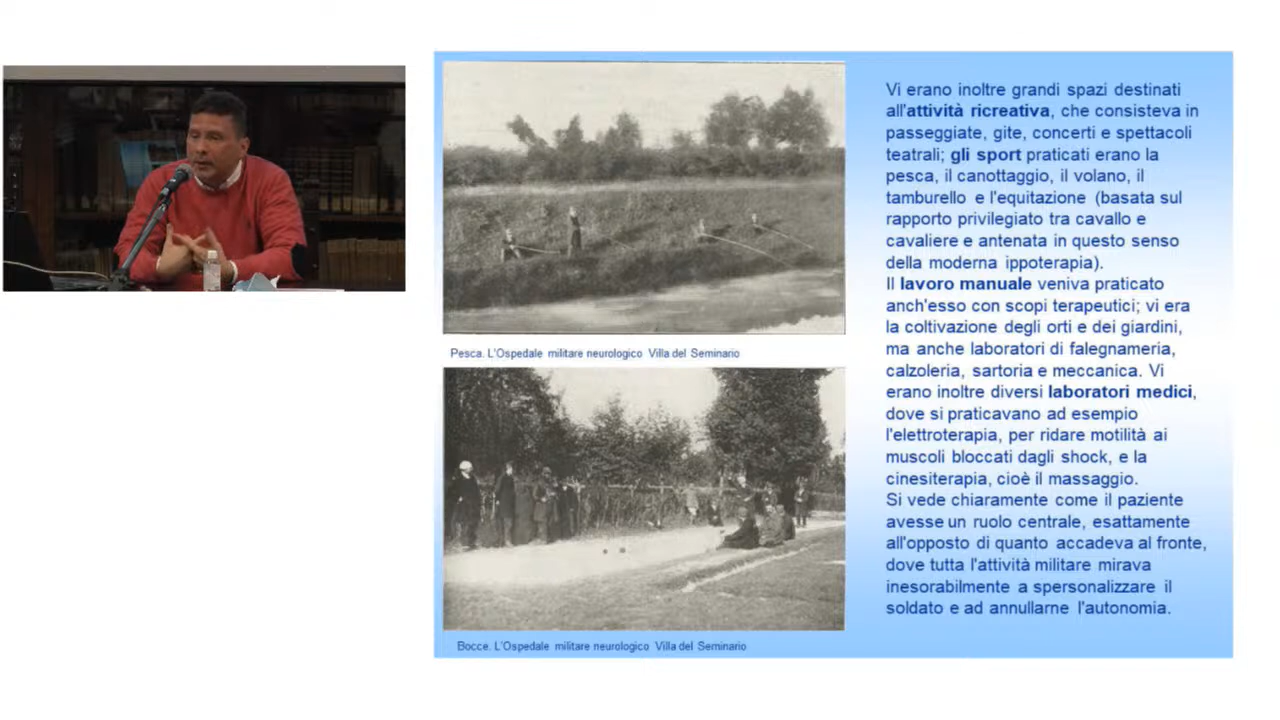 Vi erano inoltre grandi spazi destinati
all'attività ricreativa, che consisteva in
passeggiate, gite, concerti e spettacoli
teatrali; gli sport praticati erano la
pesca, il canottaggio, il volano, il
tamburello e l'equitazione (basata sul
rapporto privilegiato tra cavallo e
cavaliere e antenata in questo senso
della moderna ippoterapia).
Il lavoro manuale veniva praticato
anch'esso con scopi terapeutici; vi era
la coltivazione degli orti e dei giardini,
ma anche laboratori di falegnameria,
calzoleria, sartoria e meccanica. Vi
erano inoltre diversi laboratori medici,
dove si praticavano ad esempio
l'elettroterapia, per ridare motilità ai
muscoli bloccati dagli shock, e la
cinesiterapia, cioè il massaggio.
Si vede chiaramente come il paziente
avesse un ruolo centrale, esattamente
all'opposto di quanto accadeva al fronte,
dove tutta l'attività militare mirava
inesorabilmente a spersonalizzare il
soldato e ad annullarne l'autonomia.
Pesca. L'Ospedale militare neurologico Villa del Seminario
Bocce. L'Ospedale militare neurologico Villa del Seminario